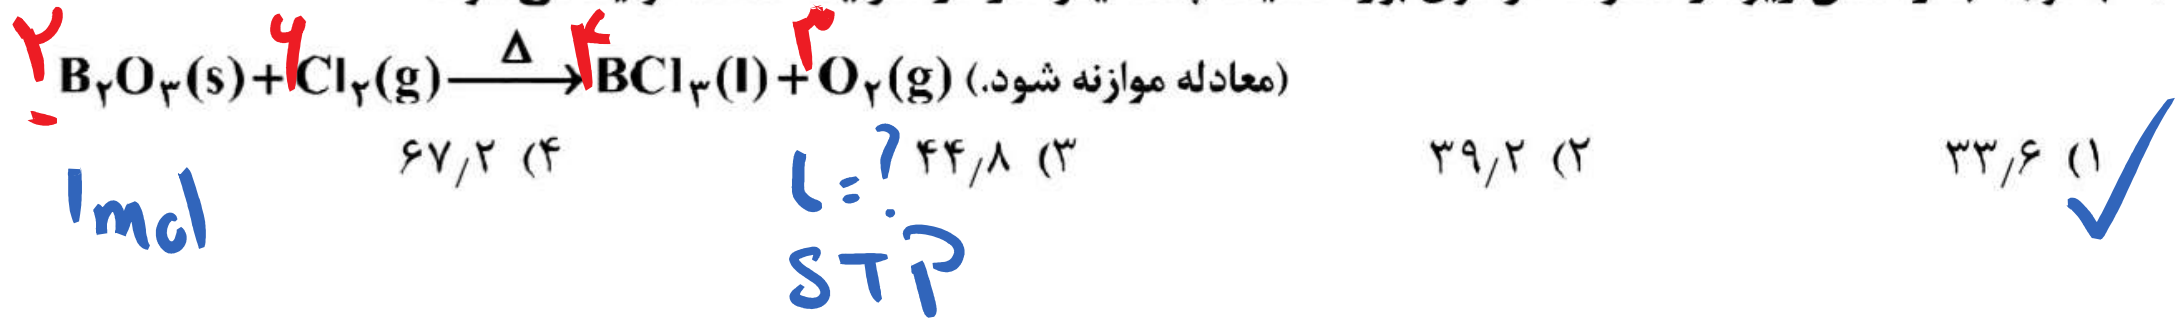 ۲B۲O۳(s)+۶Cl۲(g) —Δ→ ۴BCl۳(l)+۳O۲(g) (معادله موازنه شود.)
۱) ۳۳/۶ ۲) ۳۹/۲ ۳) ۴۴/۸ ۴) ۶۷/۲
1mol
L=?
STP